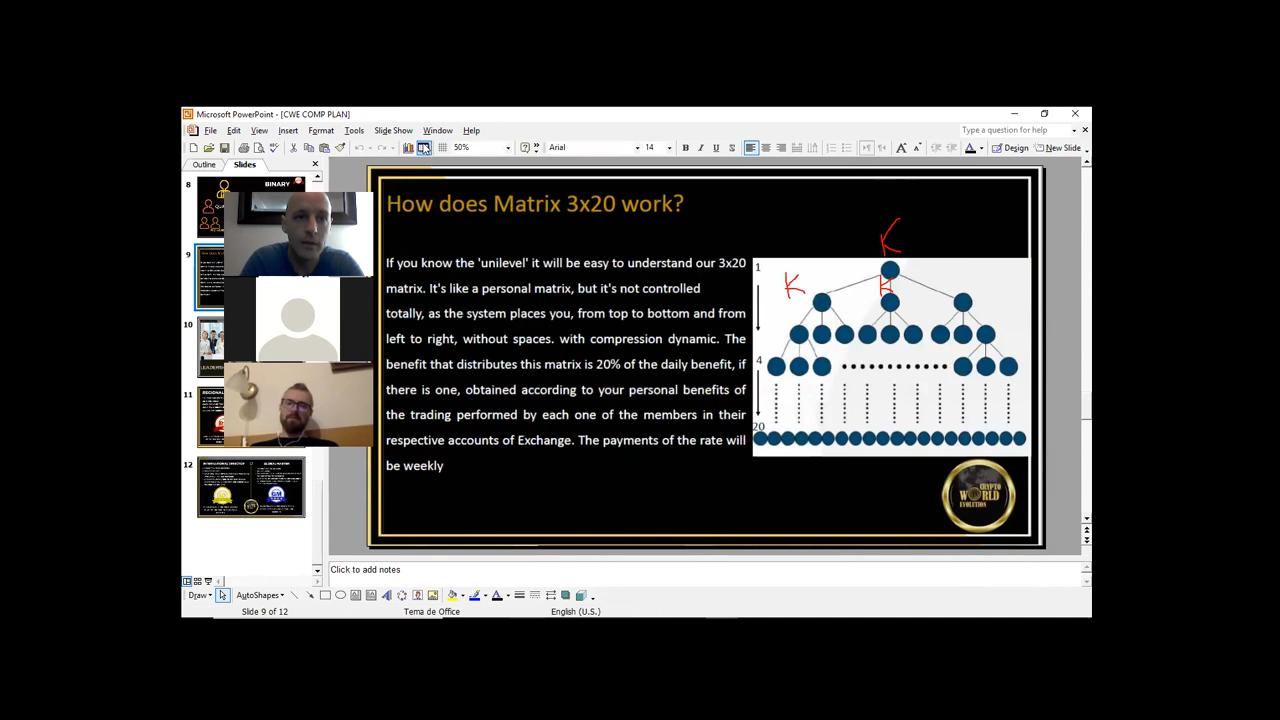 Microsoft PowerPoint - [CWE COMP PLAN]
File Edit View Insert Format Tools Slide Show Window Help
Type a question for help
50% Arial 14 B I U S A A A A Design New Slide
Outline Slides
8
BINARY
9
10
11
12
How does Matrix 3x20 work?
If you know the 'unilevel' it will be easy to understand our 3x20
matrix. It's like a personal matrix, but it's not controlled
totally, as the system places you, from top to bottom and from
left to right, without spaces. with compression dynamic. The
benefit that distributes this matrix is 20% of the daily benefit, if
there is one, obtained according to your personal benefits of
the trading performed by each one of the members in their
respective accounts of Exchange. The payments of the rate will
be weekly
K
K K
1
4
20
CRYPTO
WORLD
EVOLUTION
Click to add notes
Draw AutoShapes
Slide 9 of 12 Tema de Office English (U.S.)